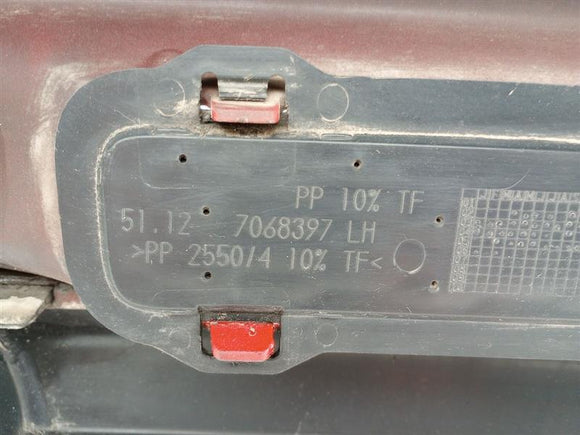 PP 10% TF
51.12 7068397 LH
>PP 2550/4 10% TF<